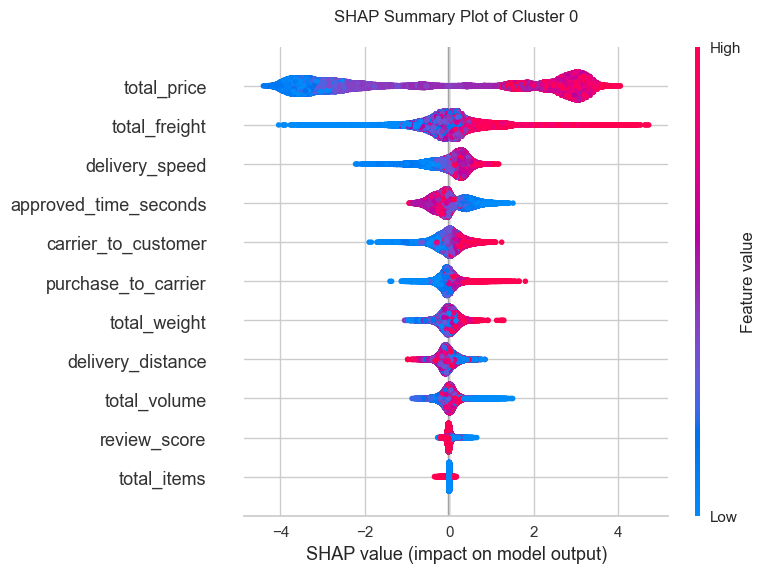 SHAP Summary Plot of Cluster 0
High
total_price
total_freight
delivery_speed
approved_time_seconds
carrier_to_customer
purchase_to_carrier
total_weight
delivery_distance
total_volume
review_score
total_items
Feature value
Low
−4 −2 0 2 4
SHAP value (impact on model output)